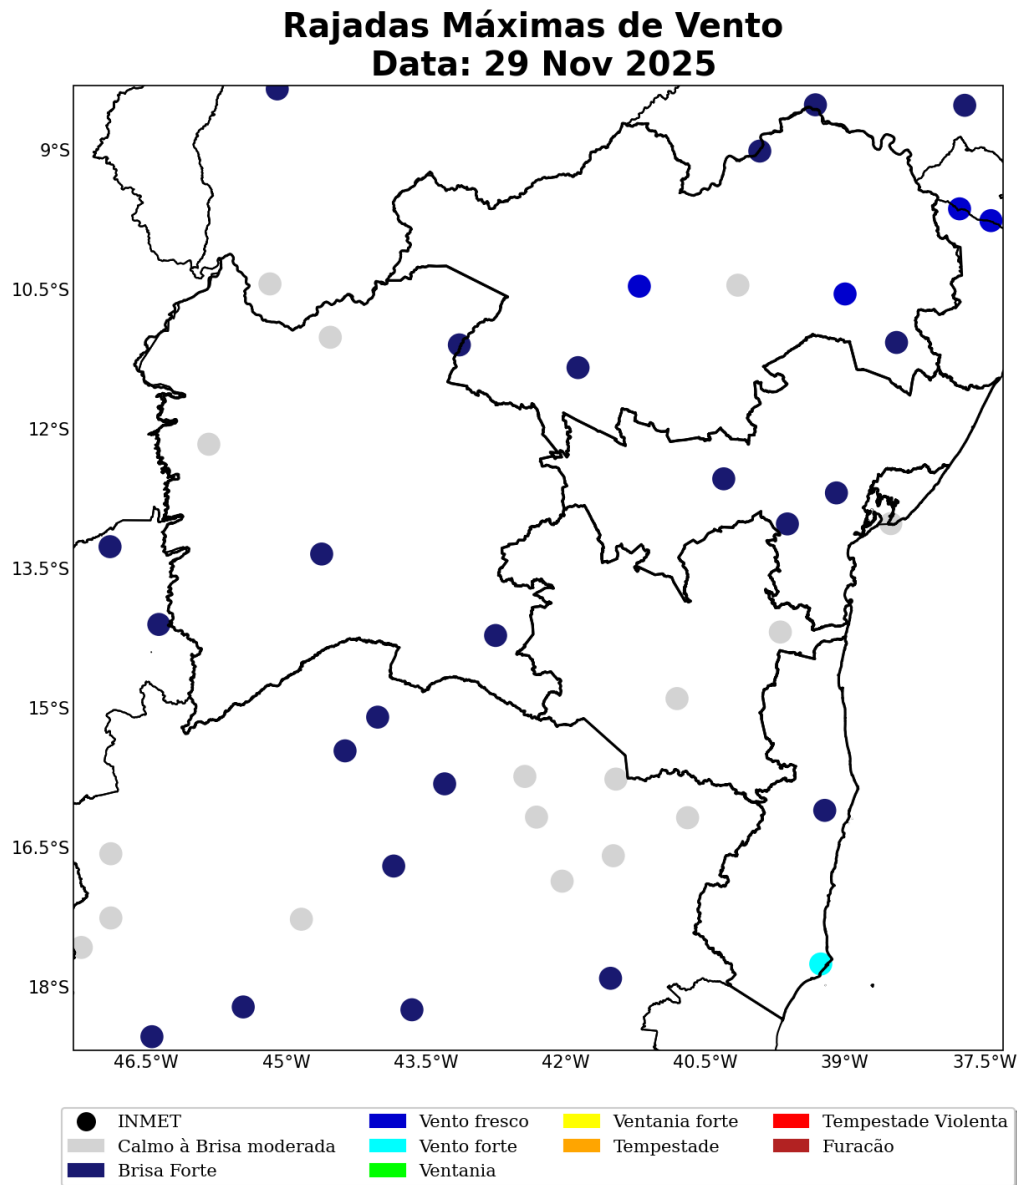 Rajadas Máximas de Vento
Data: 29 Nov 2025
9°S
10.5°S
12°S
13.5°S
15°S
16.5°S
18°S
46.5°W 45°W 43.5°W 42°W 40.5°W 39°W 37.5°W
INMET Vento fresco Ventania forte Tempestade Violenta
Calmo à Brisa moderada Vento forte Tempestade Furacão
Brisa Forte Ventania